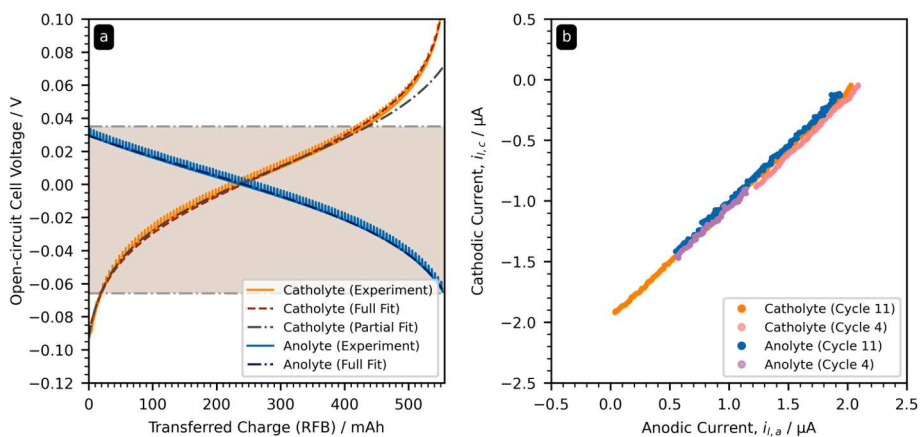 a
Open-circuit Cell Voltage / V
0.10
0.08
0.06
0.04
0.02
0.00
−0.02
−0.04
−0.06
−0.08
−0.10
−0.12
Catholyte (Experiment)
Catholyte (Full Fit)
Catholyte (Partial Fit)
Anolyte (Experiment)
Anolyte (Full Fit)
0 100 200 300 400 500
Transferred Charge (RFB) / mAh
b
Cathodic Current, i_{l,c} / μA
0.5
0.0
−0.5
−1.0
−1.5
−2.0
−2.5
Catholyte (Cycle 11)
Catholyte (Cycle 4)
Anolyte (Cycle 11)
Anolyte (Cycle 4)
−0.5 0.0 0.5 1.0 1.5 2.0 2.5
Anodic Current, i_{l,a} / μA